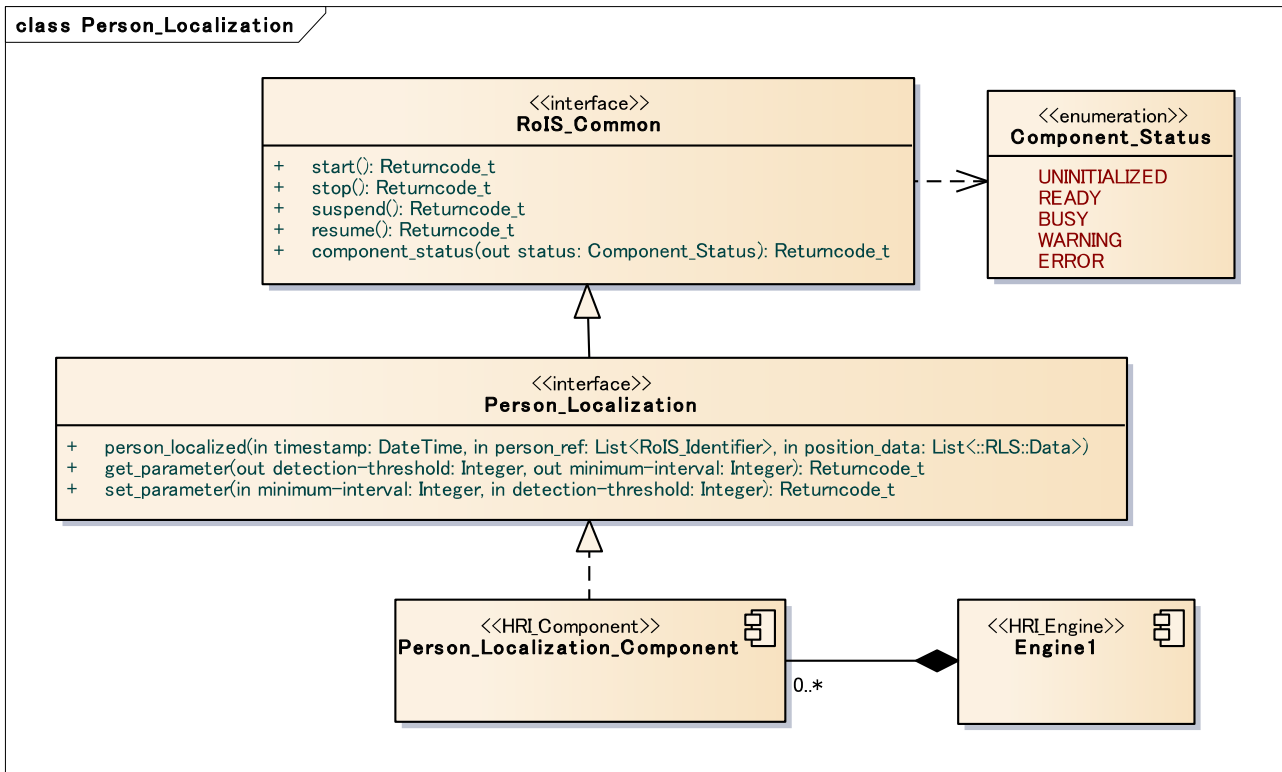 class Person_Localization
<<interface>>
RoIS_Common
+ start(): Returncode_t
+ stop(): Returncode_t
+ suspend(): Returncode_t
+ resume(): Returncode_t
+ component_status(out status: Component_Status): Returncode_t
<<enumeration>>
Component_Status
UNINITIALIZED
READY
BUSY
WARNING
ERROR
<<interface>>
Person_Localization
+ person_localized(in timestamp: DateTime, in person_ref: List<RoIS_Identifier>, in position_data: List<::RLS::Data>)
+ get_parameter(out detection-threshold: Integer, out minimum-interval: Integer): Returncode_t
+ set_parameter(in minimum-interval: Integer, in detection-threshold: Integer): Returncode_t
<<HRI_Component>>
Person_Localization_Component
0..*
<<HRI_Engine>>
Engine1